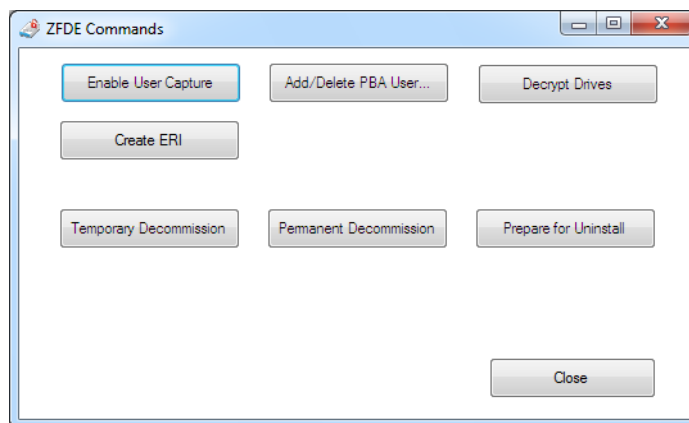 ZFDE Commands
Enable User Capture
Add/Delete PBA User...
Decrypt Drives
Create ERI
Temporary Decommission
Permanent Decommission
Prepare for Uninstall
Close